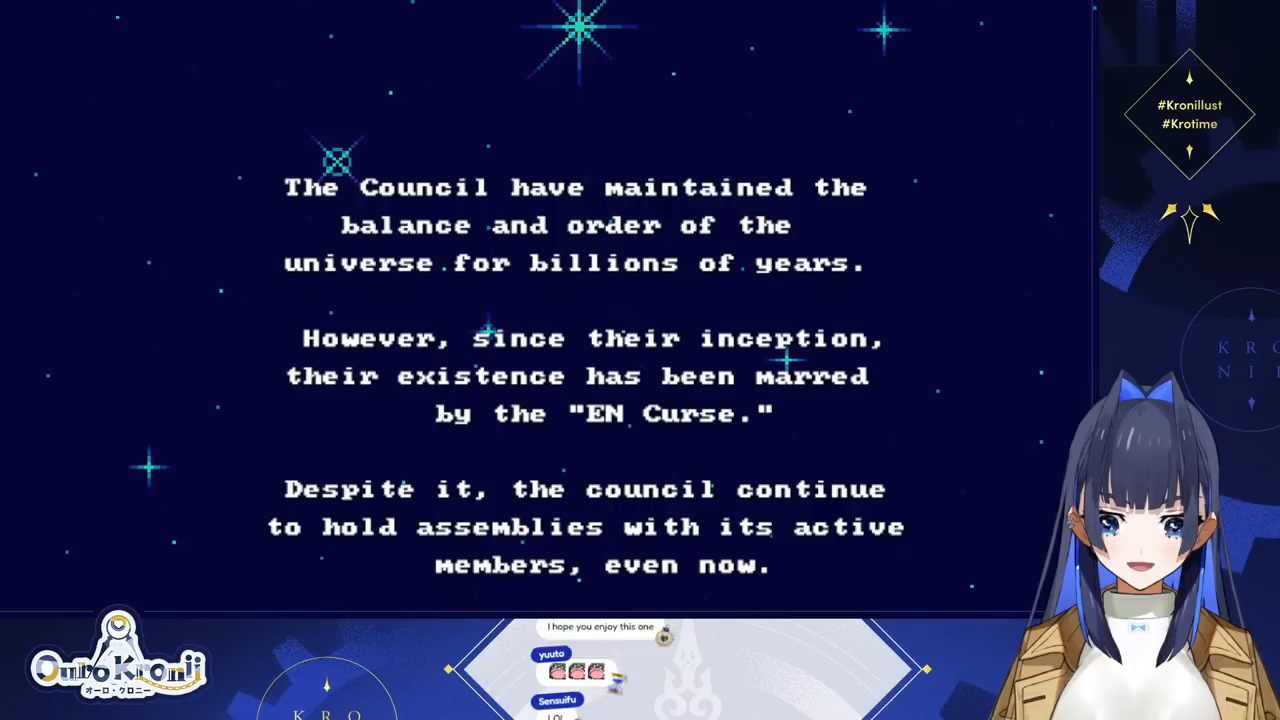 #Kronillust
#Krotime
The Council have maintained the
balance and order of the
universe for billions of years.
However, since their inception,
their existence has been marred
by the "EN Curse."
Despite it, the council continue
to hold assemblies with its active
members, even now.
K R O
N I
I hope you enjoy this one
yuuto
Sensuifu
LOL
Ouro Kronii
オーロ・クロニー
K R O